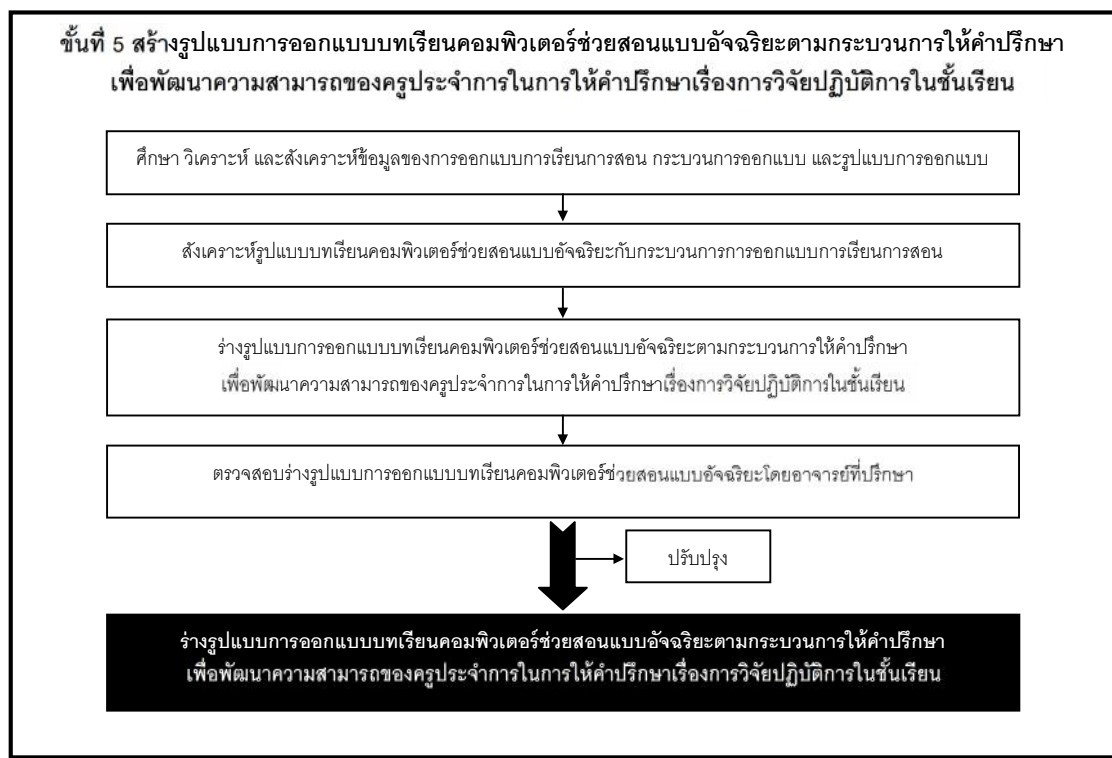 ขั้นที่ 5 สร้างรูปแบบการออกแบบบทเรียนคอมพิวเตอร์ช่วยสอนแบบอัจฉริยะตามกระบวนการให้คำปรึกษา
เพื่อพัฒนาความสามารถของครูประจำการในการให้คำปรึกษาเรื่องการวิจัยปฏิบัติการในชั้นเรียน
ศึกษา วิเคราะห์ และสังเคราะห์ข้อมูลของการออกแบบการเรียนการสอน กระบวนการออกแบบ และรูปแบบการออกแบบ
สังเคราะห์รูปแบบบทเรียนคอมพิวเตอร์ช่วยสอนแบบอัจฉริยะกับกระบวนการการออกแบบการเรียนการสอน
ร่างรูปแบบการออกแบบบทเรียนคอมพิวเตอร์ช่วยสอนแบบอัจฉริยะตามกระบวนการให้คำปรึกษา
เพื่อพัฒนาความสามารถของครูประจำการในการให้คำปรึกษาเรื่องการวิจัยปฏิบัติการในชั้นเรียน
ตรวจสอบร่างรูปแบบการออกแบบบทเรียนคอมพิวเตอร์ช่วยสอนแบบอัจฉริยะโดยอาจารย์ที่ปรึกษา
ปรับปรุง
ร่างรูปแบบการออกแบบบทเรียนคอมพิวเตอร์ช่วยสอนแบบอัจฉริยะตามกระบวนการให้คำปรึกษา
เพื่อพัฒนาความสามารถของครูประจำการในการให้คำปรึกษาเรื่องการวิจัยปฏิบัติการในชั้นเรียน